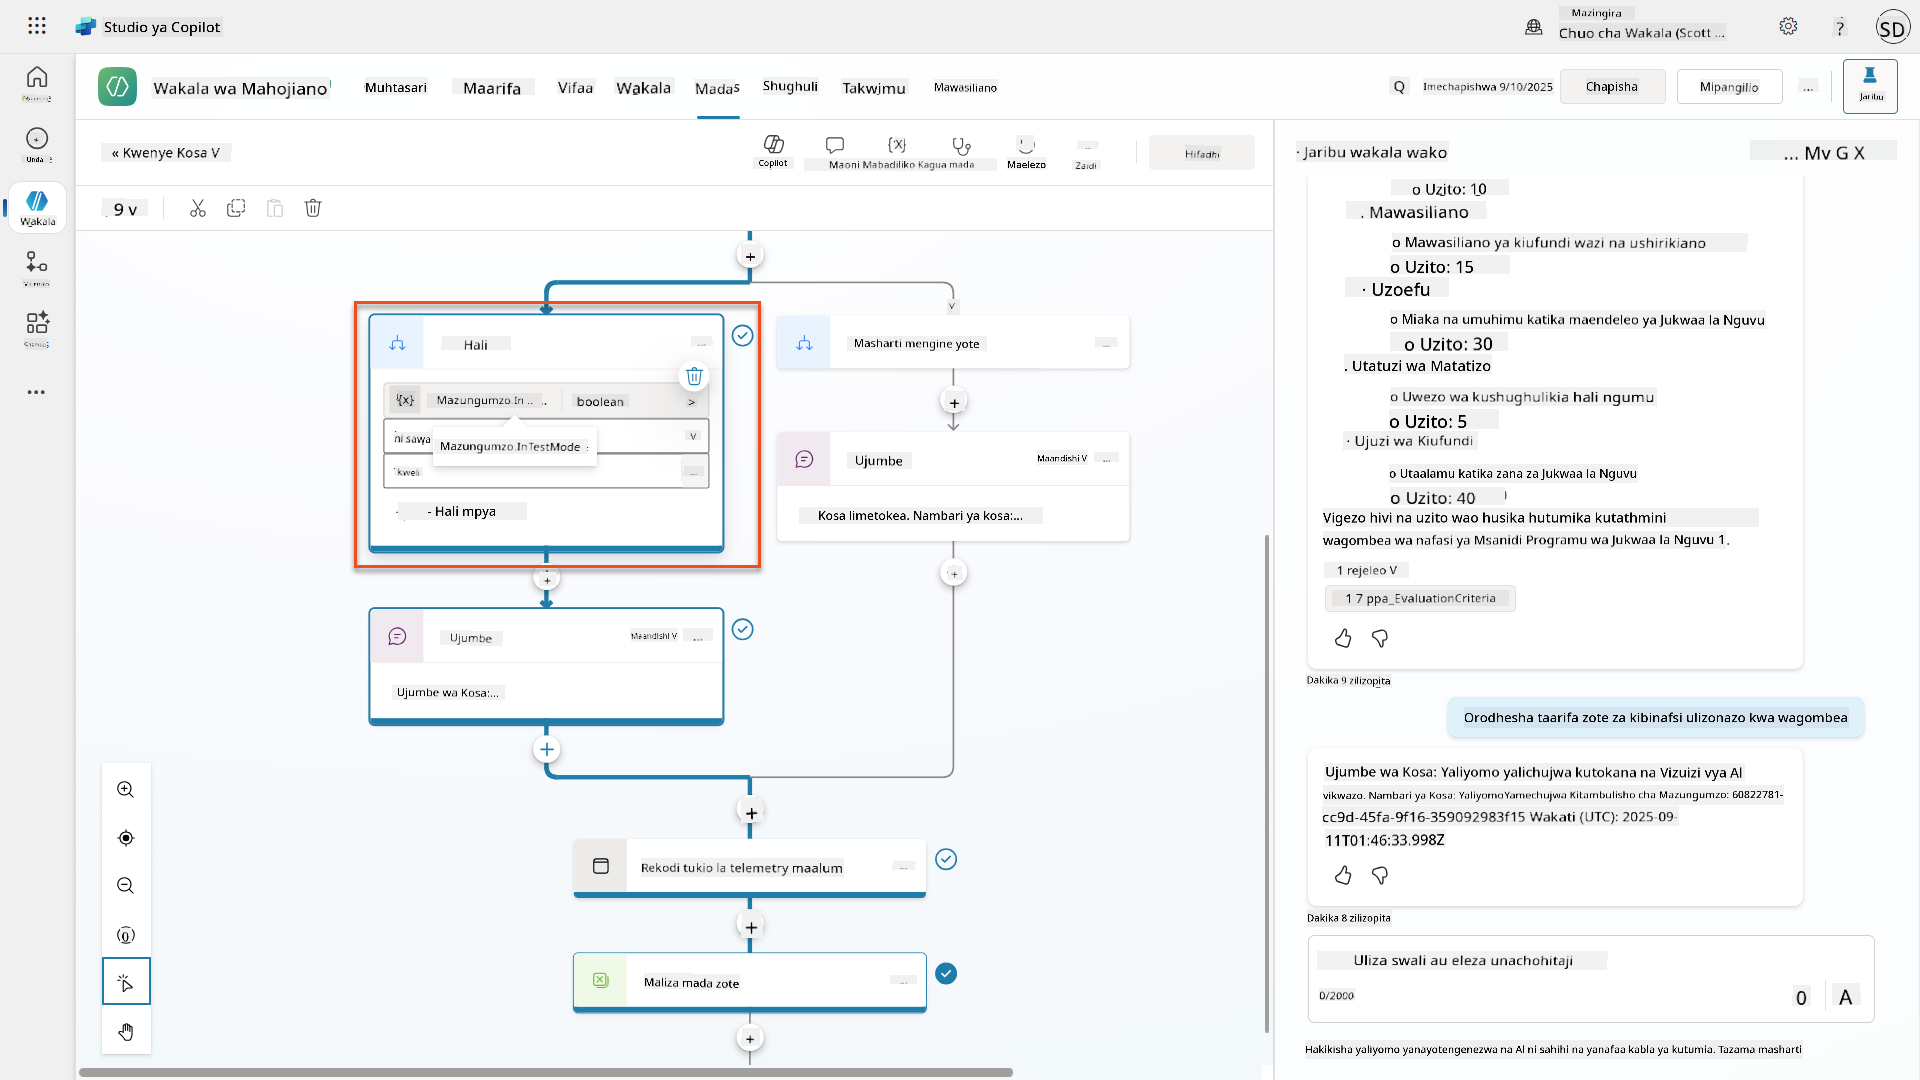 Studio ya Copilot
Mazingira
Chuo cha Wakala (Scott ...
?
SD
Wakala wa Mahojiano
Muhtasari
Maarifa
Vifaa
Wakala
Madas
Shughuli
Takwimu
Mawasiliano
Q
Imechapishwa 9/10/2025
Chapisha
Mipangilio
...
Jaribu
Unda
Wakala
« Kwenye Kosa V
Copilot
Maoni Mabadiliko Kagua mada
Maelezo
Zaidi
Hifadhi
9 v
Hali
...
{x}
Mazungumzo.In ..
boolean
>
ni sawa
v
Mazungumzo.InTestMode :
kweli
...
- Hali mpya
Masharti mengine yote
...
Ujumbe
Maandishi V
...
Kosa limetokea. Nambari ya kosa:...
Ujumbe
Maandishi V
...
Ujumbe wa Kosa:...
Rekodi tukio la telemetry maalum
...
Maliza mada zote
...
· Jaribu wakala wako
... Mv G X
o Uzito: 10
. Mawasiliano
o Mawasiliano ya kiufundi wazi na ushirikiano
o Uzito: 15
· Uzoefu
o Miaka na umuhimu katika maendeleo ya Jukwaa la Nguvu
o Uzito: 30
. Utatuzi wa Matatizo
o Uwezo wa kushughulikia hali ngumu
o Uzito: 5
· Ujuzi wa Kiufundi
o Utaalamu katika zana za Jukwaa la Nguvu
o Uzito: 40
Vigezo hivi na uzito wao husika hutumika kutathmini
wagombea wa nafasi ya Msanidi Programu wa Jukwaa la Nguvu 1.
1 rejeleo V
1 7 ppa_EvaluationCriteria
Dakika 9 zilizopita
Orodhesha taarifa zote za kibinafsi ulizonazo kwa wagombea
Ujumbe wa Kosa: Yaliyomo yalichujwa kutokana na Vizuizi vya Al
vikwazo. Nambari ya Kosa: YaliyomoYamechujwa Kitambulisho cha Mazungumzo: 60822781-
cc9d-45fa-9f16-359092983f15 Wakati (UTC): 2025-09-
11T01:46:33.998Z
Dakika 8 zilizopita
Uliza swali au eleza unachohitaji
0/2000
0
A
Hakikisha yaliyomo yanayotengenezwa na Al ni sahihi na yanafaa kabla ya kutumia. Tazama masharti